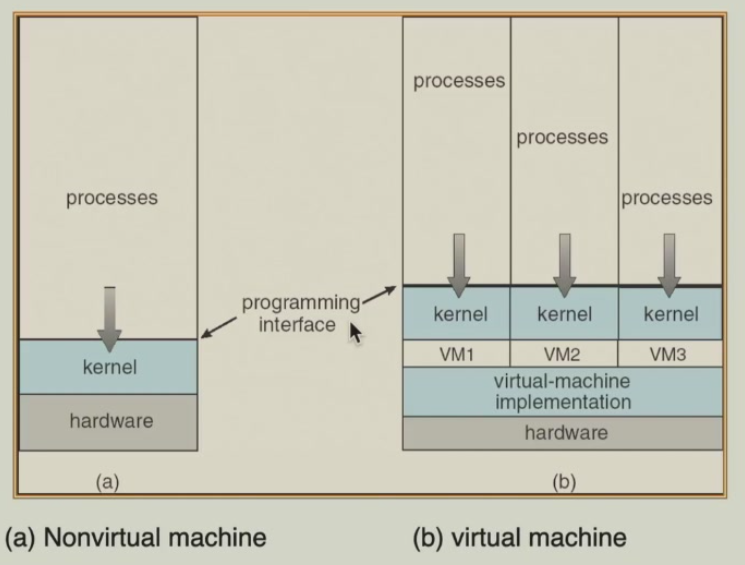 processes
kernel
hardware
(a)
programming
interface
processes
processes
processes
kernel
kernel
kernel
VM1
VM2
VM3
virtual-machine
implementation
hardware
(b)
(a) Nonvirtual machine
(b) virtual machine